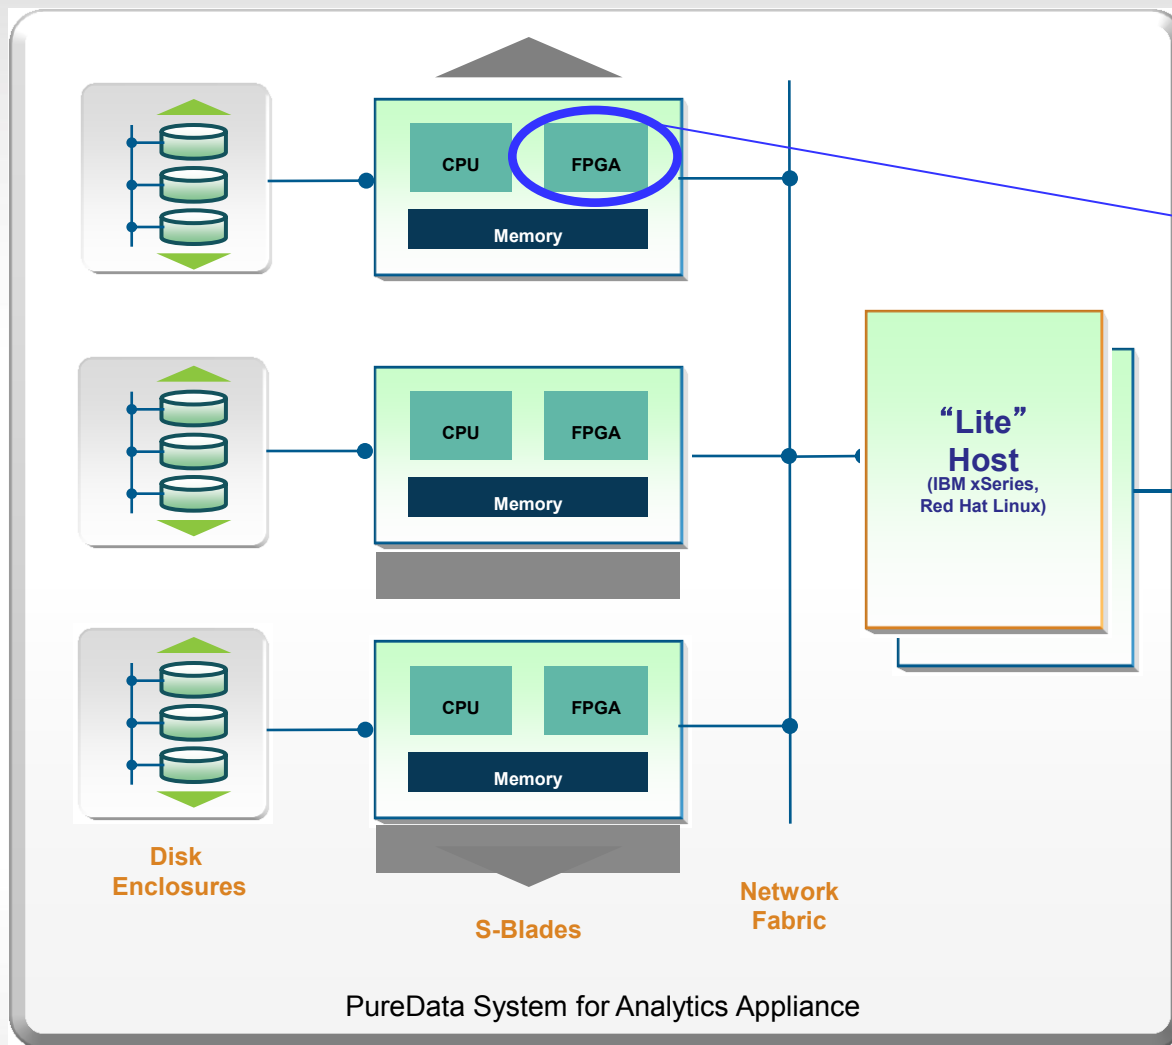 CPU
FPGA
Memory
CPU
FPGA
Memory
“Lite”
Host
(IBM xSeries,
Red Hat Linux)
CPU
FPGA
Memory
Disk
Enclosures
S-Blades
Network
Fabric
PureData System for Analytics Appliance